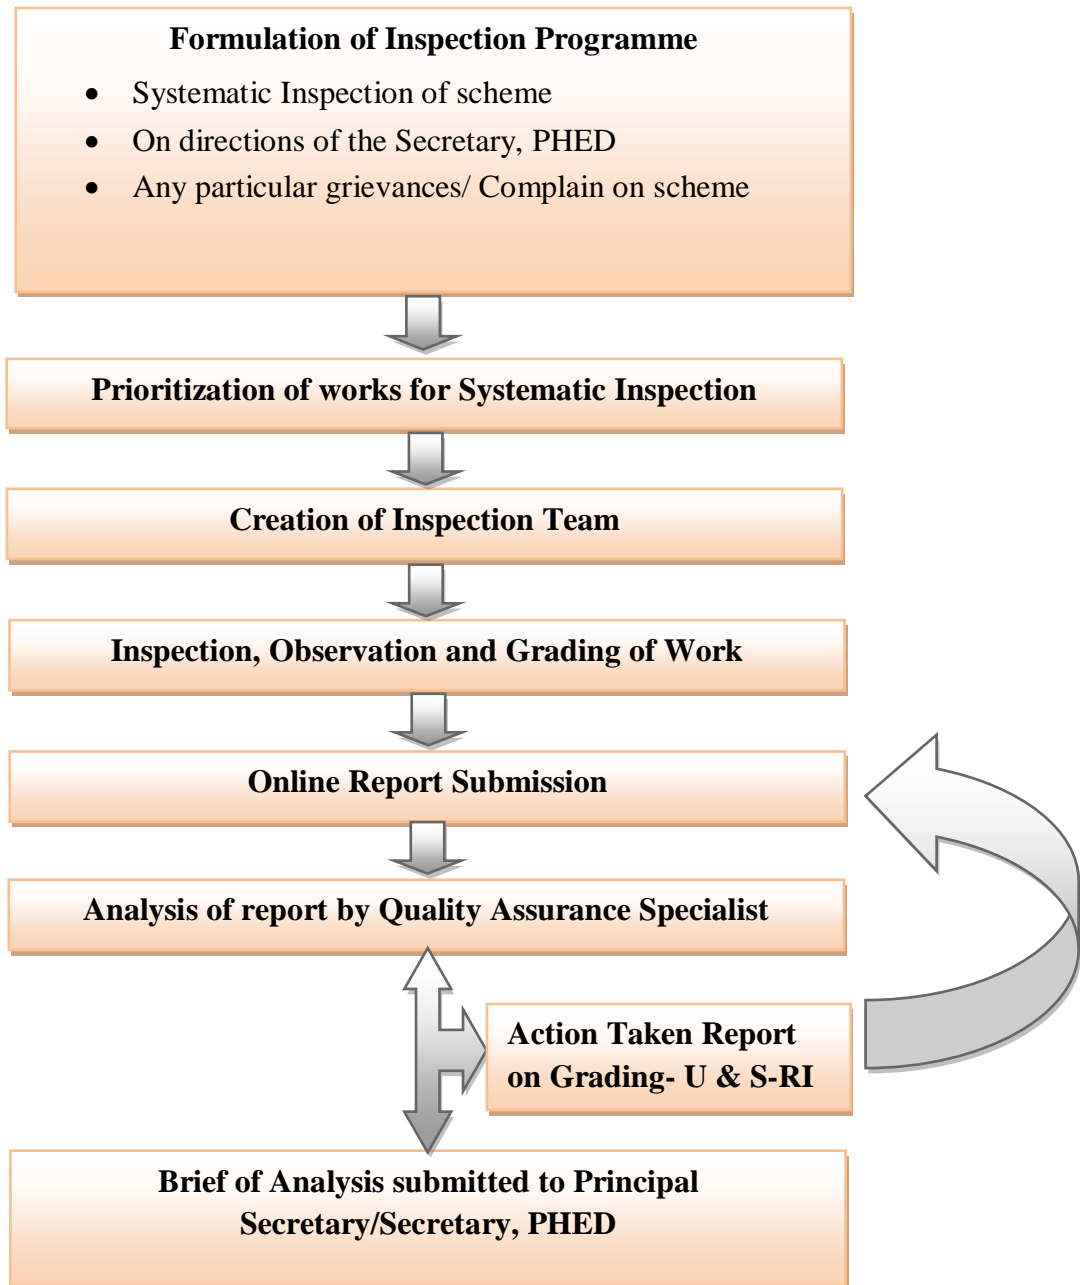 Formulation of Inspection Programme
• Systematic Inspection of scheme
• On directions of the Secretary, PHED
• Any particular grievances/ Complain on scheme
Prioritization of works for Systematic Inspection
Creation of Inspection Team
Inspection, Observation and Grading of Work
Online Report Submission
Analysis of report by Quality Assurance Specialist
Action Taken Report
on Grading- U & S-RI
Brief of Analysis submitted to Principal
Secretary/Secretary, PHED